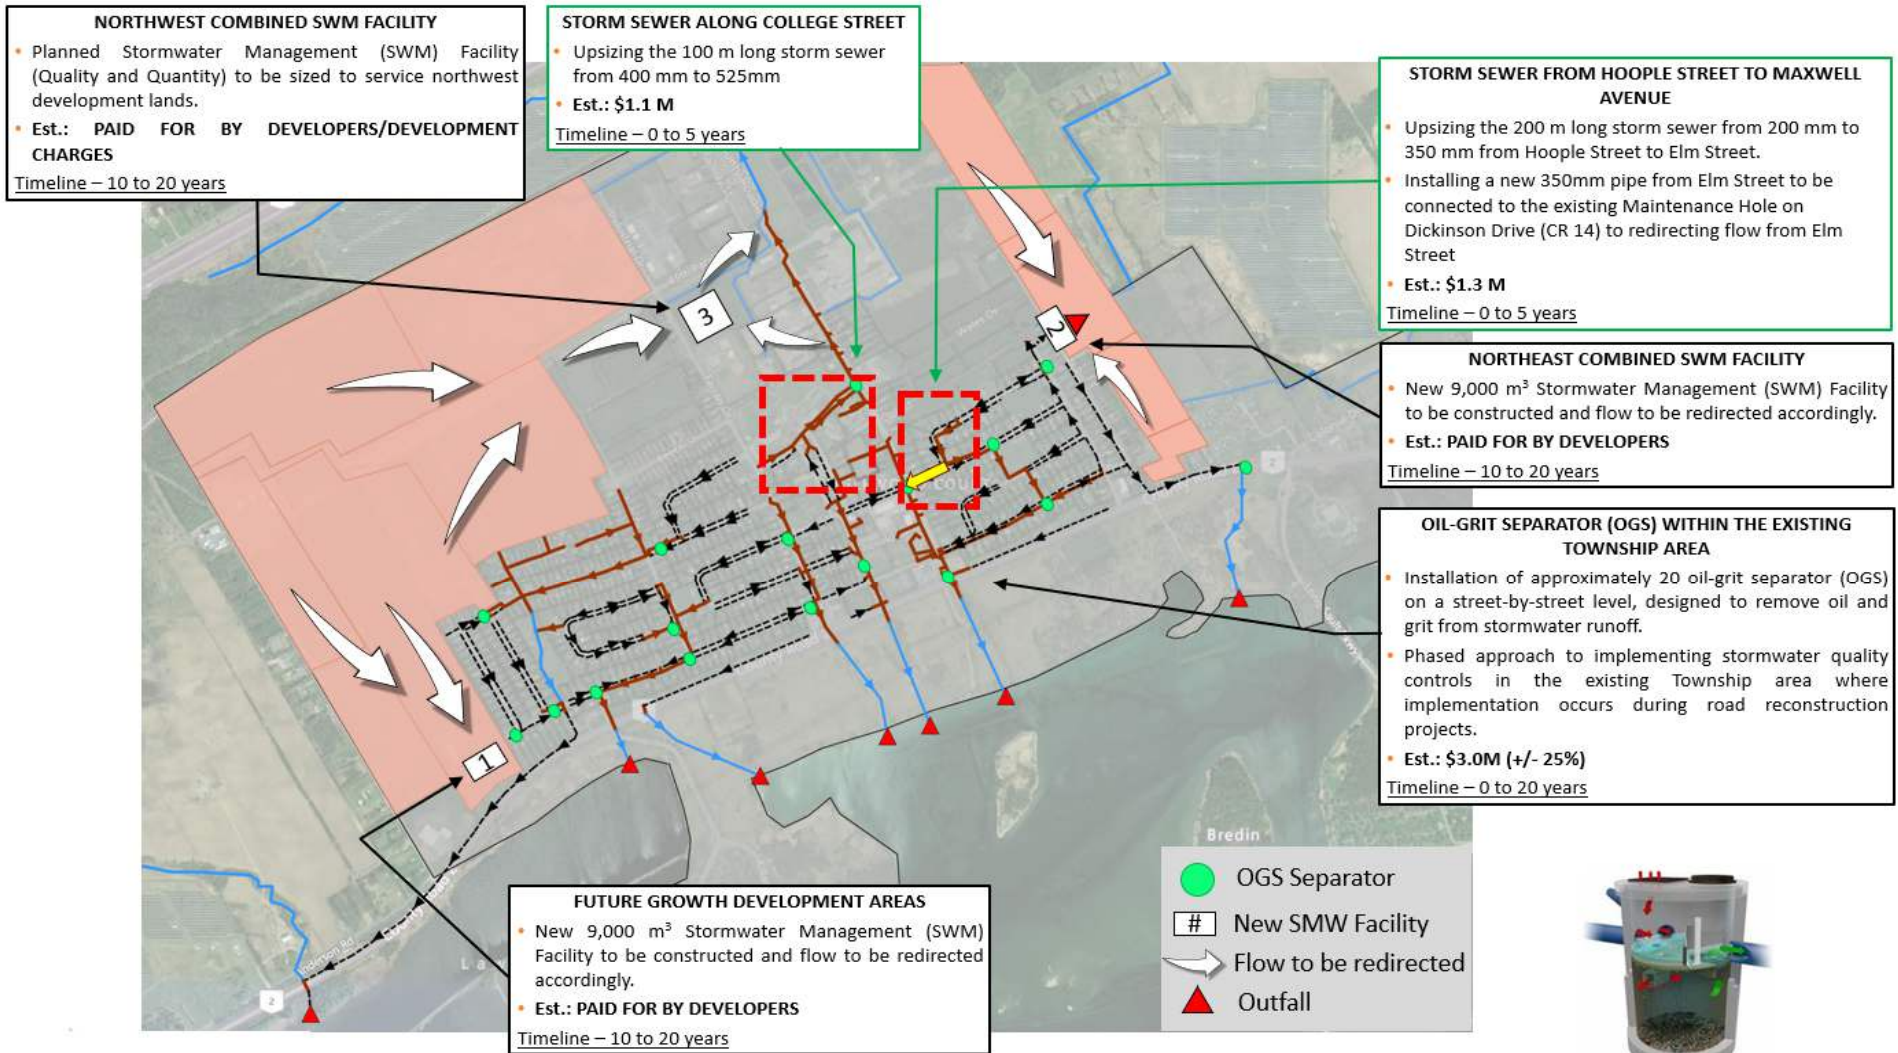 NORTHWEST COMBINED SWM FACILITY
• Planned Stormwater Management (SWM) Facility
(Quality and Quantity) to be sized to service northwest
development lands.
• Est.: PAID FOR BY DEVELOPERS/DEVELOPMENT
CHARGES
Timeline – 10 to 20 years
STORM SEWER ALONG COLLEGE STREET
• Upsizing the 100 m long storm sewer
from 400 mm to 525mm
• Est.: $1.1 M
Timeline – 0 to 5 years
STORM SEWER FROM HOOPLE STREET TO MAXWELL
AVENUE
• Upsizing the 200 m long storm sewer from 200 mm to
350 mm from Hoople Street to Elm Street.
• Installing a new 350mm pipe from Elm Street to be
connected to the existing Maintenance Hole on
Dickinson Drive (CR 14) to redirecting flow from Elm
Street
• Est.: $1.3 M
Timeline – 0 to 5 years
NORTHEAST COMBINED SWM FACILITY
• New 9,000 m³ Stormwater Management (SWM) Facility
to be constructed and flow to be redirected accordingly.
• Est.: PAID FOR BY DEVELOPERS
Timeline – 10 to 20 years
OIL-GRIT SEPARATOR (OGS) WITHIN THE EXISTING
TOWNSHIP AREA
• Installation of approximately 20 oil-grit separator (OGS)
on a street-by-street level, designed to remove oil and
grit from stormwater runoff.
• Phased approach to implementing stormwater quality
controls in the existing Township area where
implementation occurs during road reconstruction
projects.
• Est.: $3.0M (+/- 25%)
Timeline – 0 to 20 years
3
2
1
2
2
Bredin
FUTURE GROWTH DEVELOPMENT AREAS
• New 9,000 m³ Stormwater Management (SWM)
Facility to be constructed and flow to be redirected
accordingly.
• Est.: PAID FOR BY DEVELOPERS
Timeline – 10 to 20 years
OGS Separator
# New SMW Facility
Flow to be redirected
Outfall